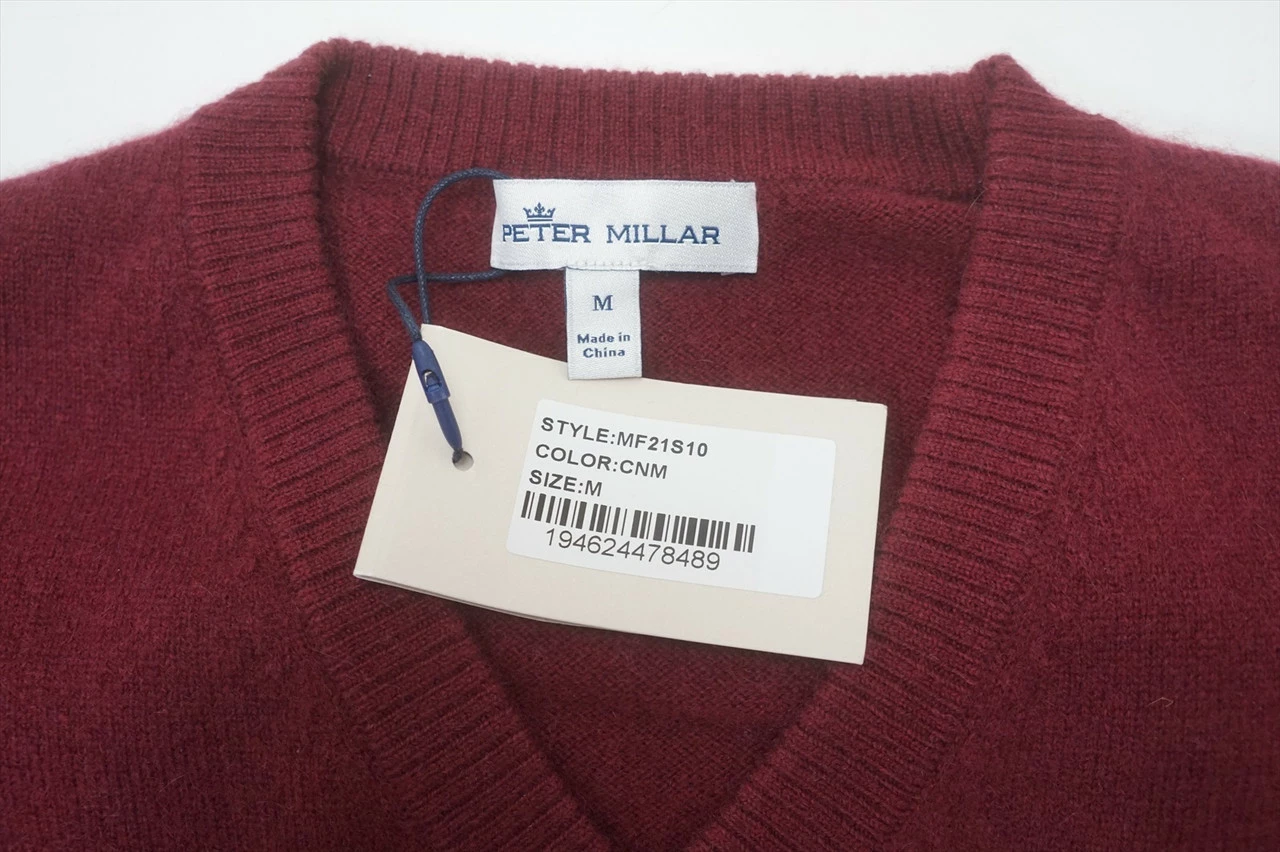 PETER MILLAR
M
Made in
China
STYLE:MF21S10
COLOR:CNM
SIZE:M
194624478489